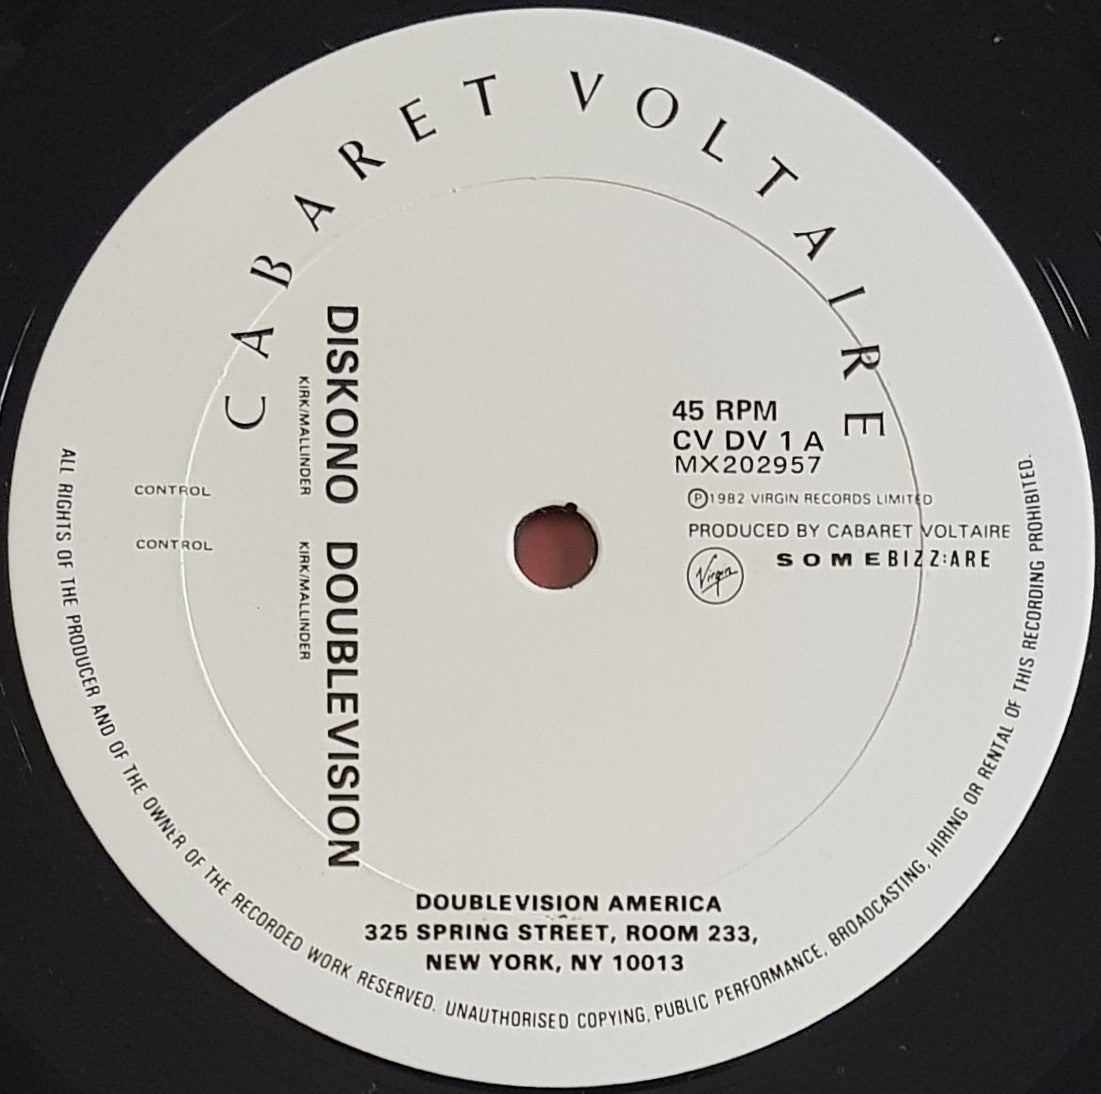 CABARET VOLTAIRE
DISKONO DOUBLEVISION
KIRK/MALLINDER KIRK/MALLINDER
CONTROL
CONTROL
45 RPM
CV DV 1 A
MX202957
Ⓟ1982 VIRGIN RECORDS LIMITED
PRODUCED BY CABARET VOLTAIRE
Virgin
SOMEBIZZ:ARE
DOUBLEVISION AMERICA
325 SPRING STREET, ROOM 233,
NEW YORK, NY 10013
ALL RIGHTS OF THE PRODUCER AND OF THE OWNER OF THE RECORDED WORK RESERVED. UNAUTHORISED COPYING, PUBLIC PERFORMANCE, BROADCASTING, HIRING OR RENTAL OF THIS RECORDING PROHIBITED.